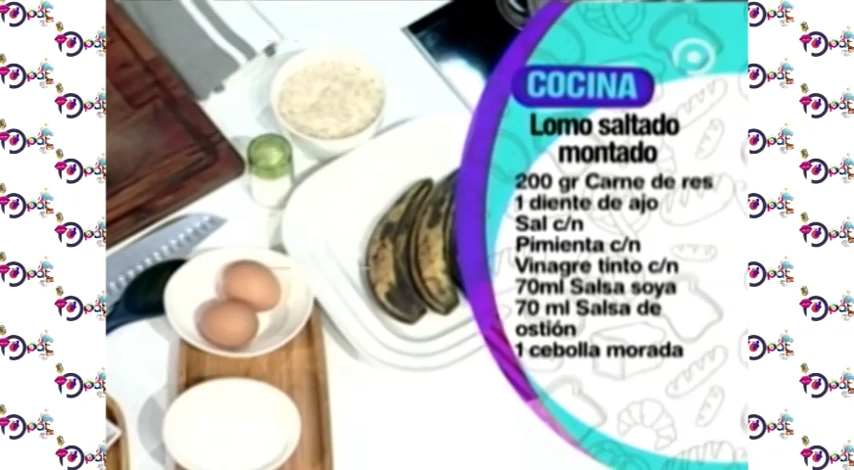 COCINA
Lomo saltado
montado
200 gr Carne de res
1 diente de ajo
Sal c/n
Pimienta c/n
Vinagre tinto c/n
70ml Salsa soya
70 ml Salsa de
ostión
1 cebolla morada